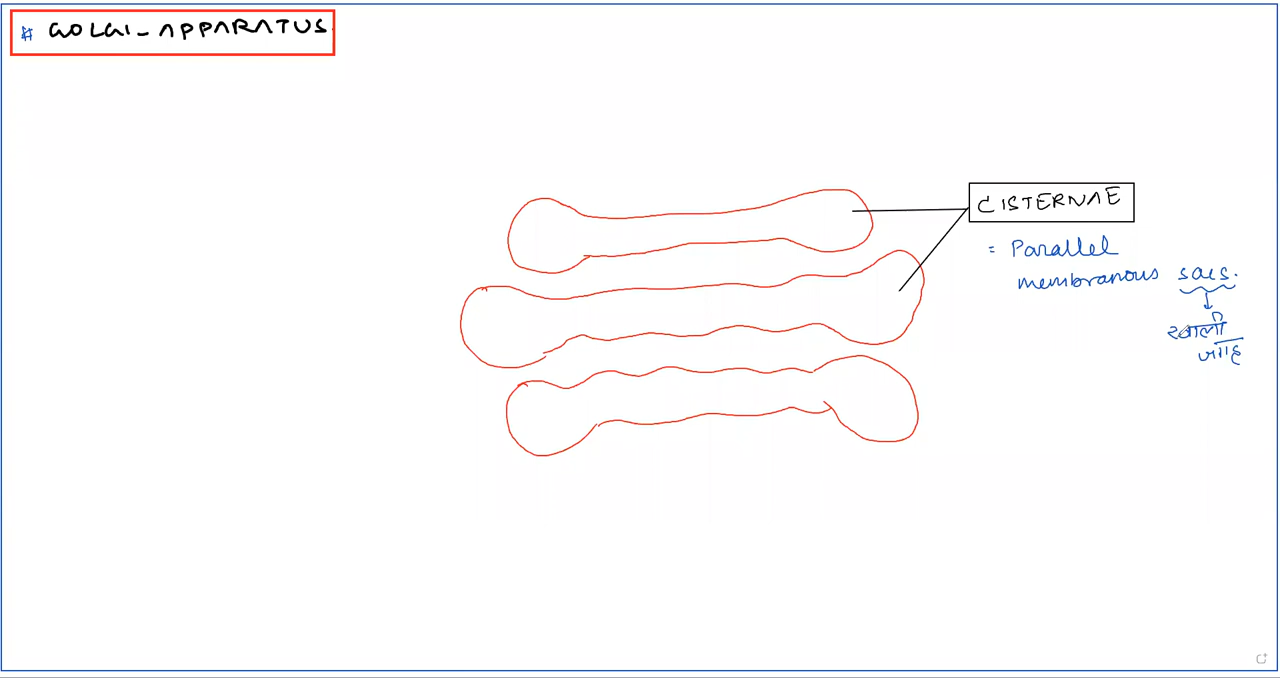 # GOLGI-APPARATUS
CISTERNAE
= Parallel
membranous sacs.
खाली
जगह